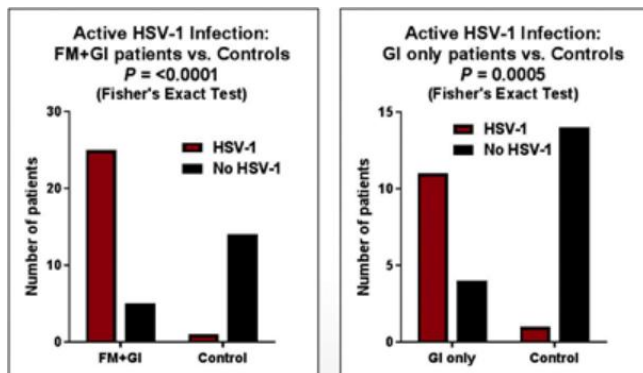 Active HSV-1 Infection:
FM+GI patients vs. Controls
P = <0.0001
(Fisher's Exact Test)
30
20
10
0
Number of patients
HSV-1
No HSV-1
FM+GI
Control
Active HSV-1 Infection:
GI only patients vs. Controls
P = 0.0005
(Fisher's Exact Test)
15
10
5
0
Number of patients
HSV-1
No HSV-1
GI only
Control